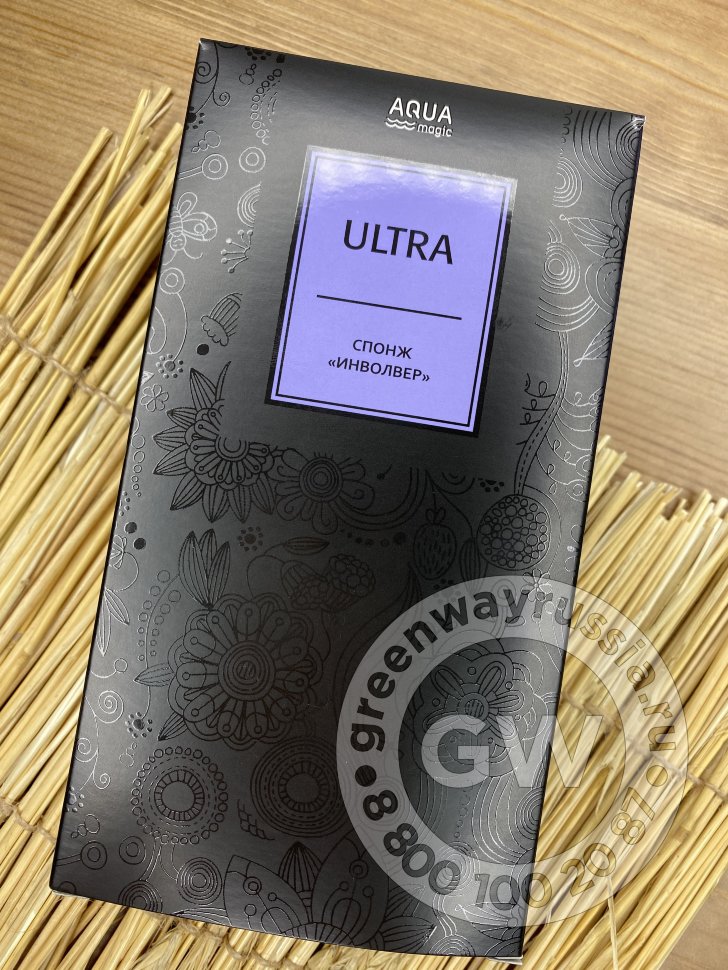 AQUA
magic
ULTRA
СПОНЖ
«ИНВОЛВЕР»
greenwayrussia.ru
GW
8 800 100 20 87